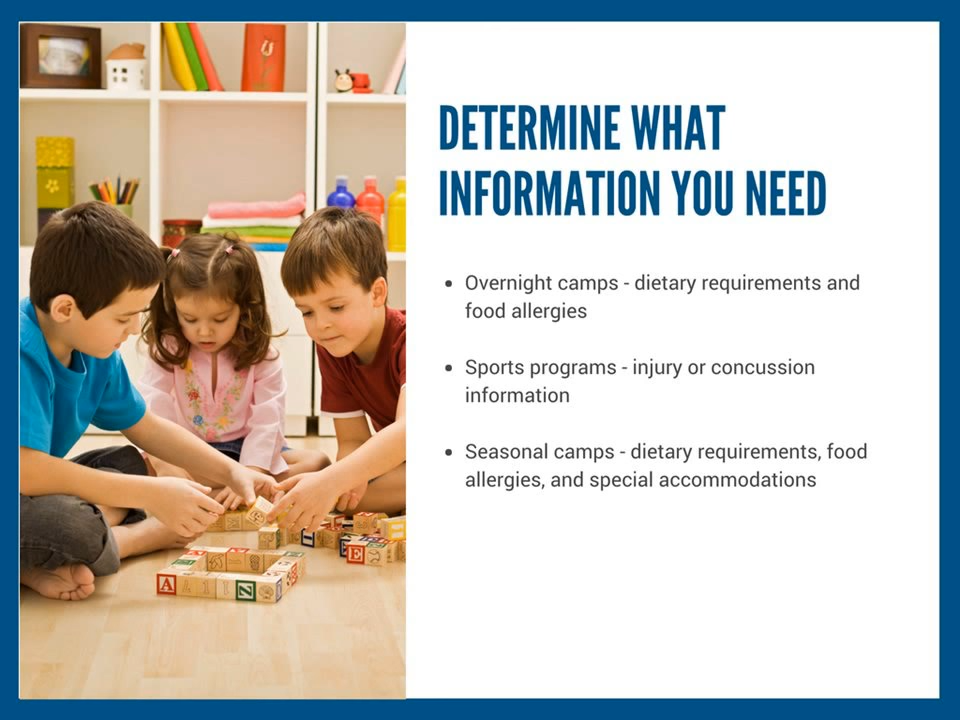 DETERMINE WHAT
INFORMATION YOU NEED
• Overnight camps - dietary requirements and
food allergies
• Sports programs - injury or concussion
information
• Seasonal camps - dietary requirements, food
allergies, and special accommodations
A
Z
E